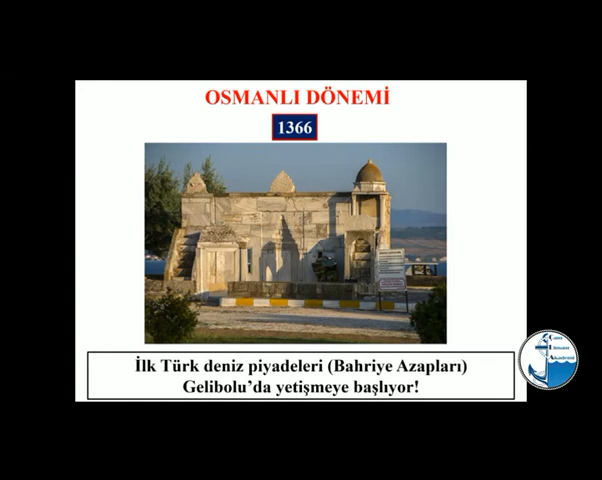 OSMANLI DÖNEMİ
1366
İlk Türk deniz piyadeleri (Bahriye Azapları)
Gelibolu’da yetişmeye başlıyor!